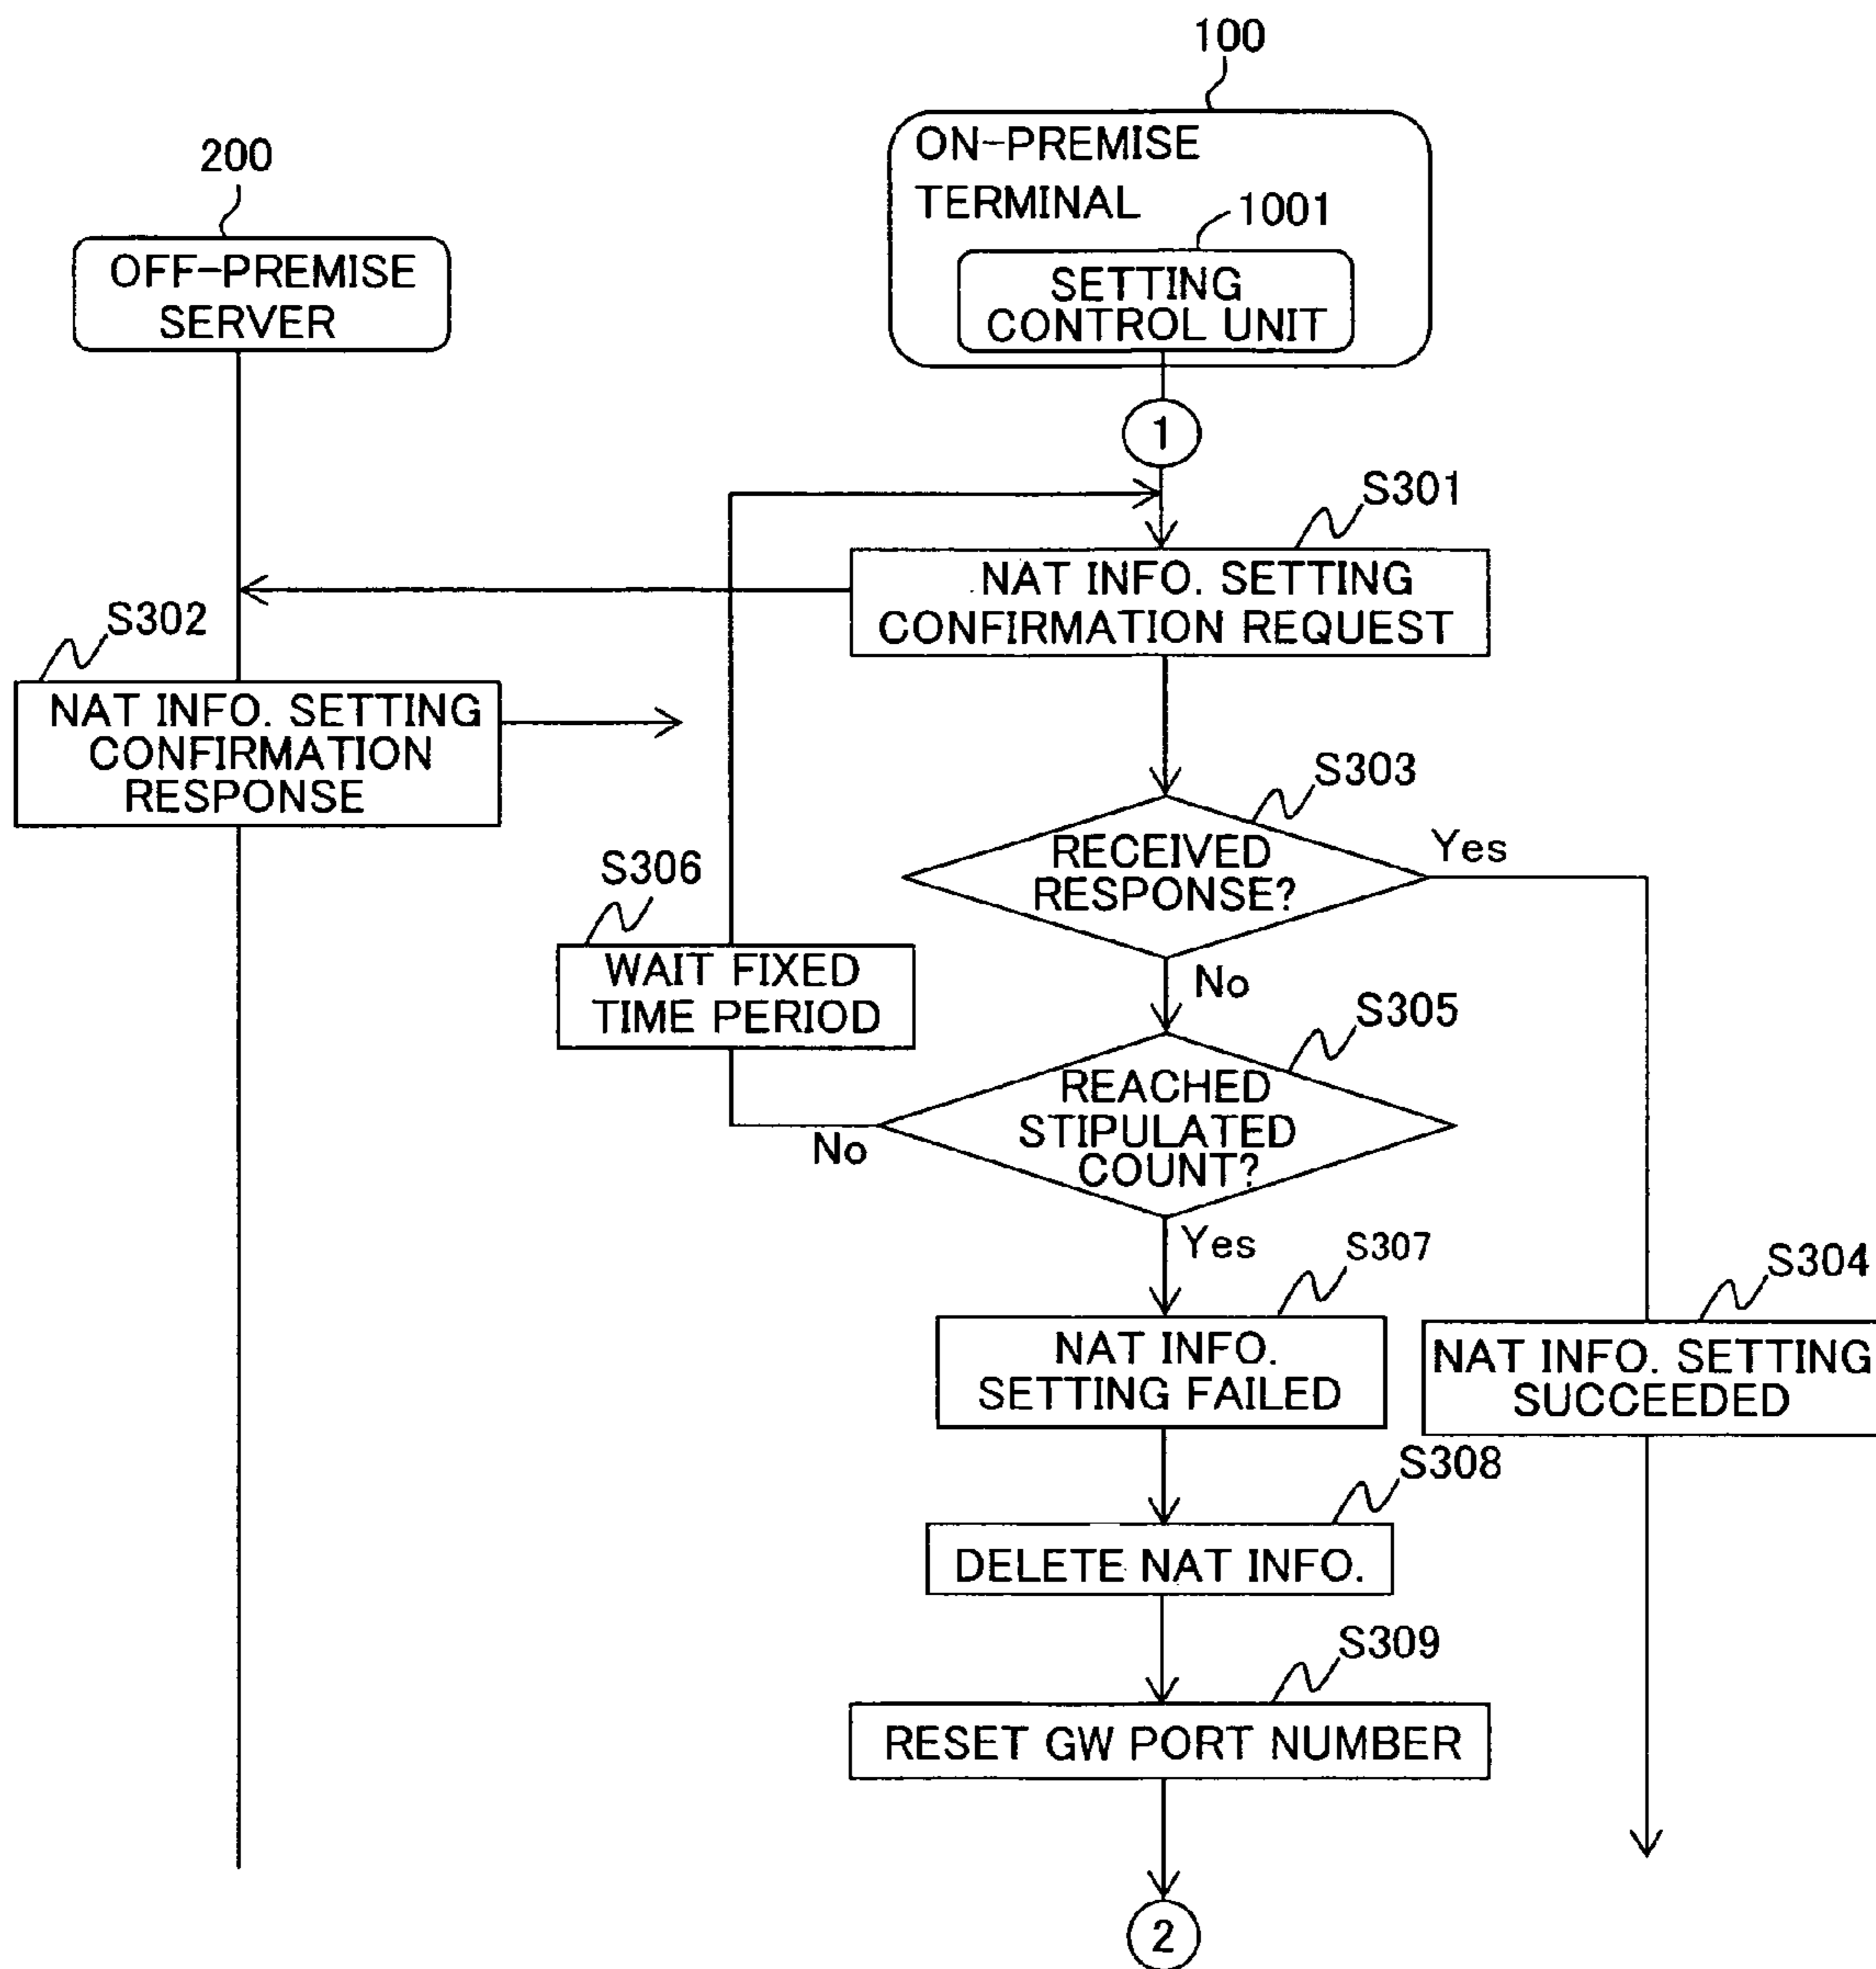 100
ON-PREMISE
TERMINAL
1001
SETTING
CONTROL UNIT
200
OFF-PREMISE
SERVER
1
S301
NAT INFO. SETTING
CONFIRMATION REQUEST
S302
NAT INFO. SETTING
CONFIRMATION
RESPONSE
S303
RECEIVED
RESPONSE?
Yes
No
S306
WAIT FIXED
TIME PERIOD
S305
REACHED
STIPULATED
COUNT?
No
Yes
S307
NAT INFO.
SETTING FAILED
S304
NAT INFO. SETTING
SUCCEEDED
S308
DELETE NAT INFO.
S309
RESET GW PORT NUMBER
2